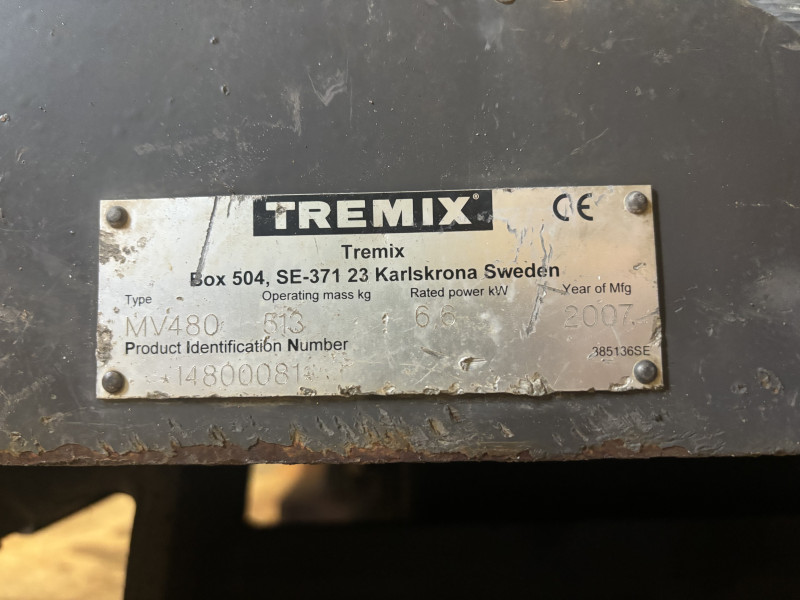 TREMIX® CE
Tremix
Box 504, SE-371 23 Karlskrona Sweden
Type Operating mass kg Rated power kW Year of Mfg
MV480 513 6.6 2007
Product Identification Number 385136SE
14800081